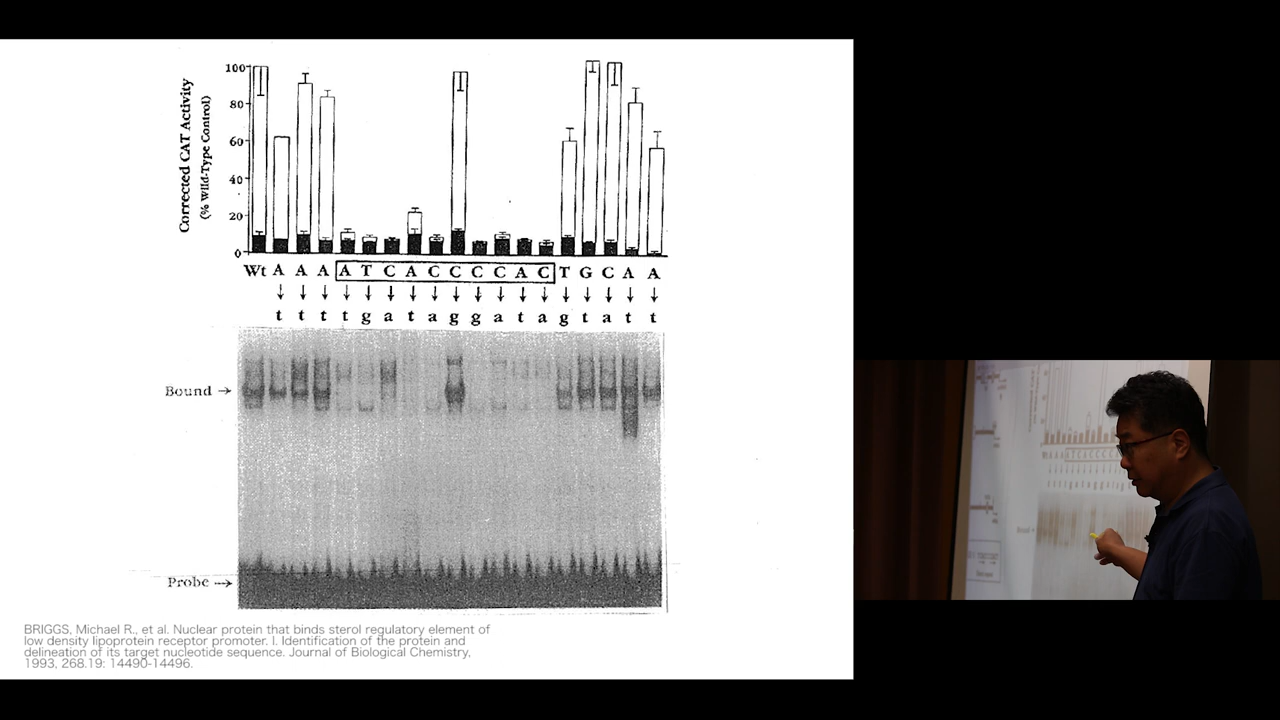 Corrected CAT Activity
(% Wild-Type Control)
100
80
60
40
20
0
Wt A A A A T C A C C C C A C T G C A A
t t t t g a t a g g a t a g t a t t
Bound
Probe
BRIGGS, Michael R., et al. Nuclear protein that binds sterol regulatory element of
low density lipoprotein receptor promoter. I. Identification of the protein and
delineation of its target nucleotide sequence. Journal of Biological Chemistry,
1993, 268.19: 14490-14496.